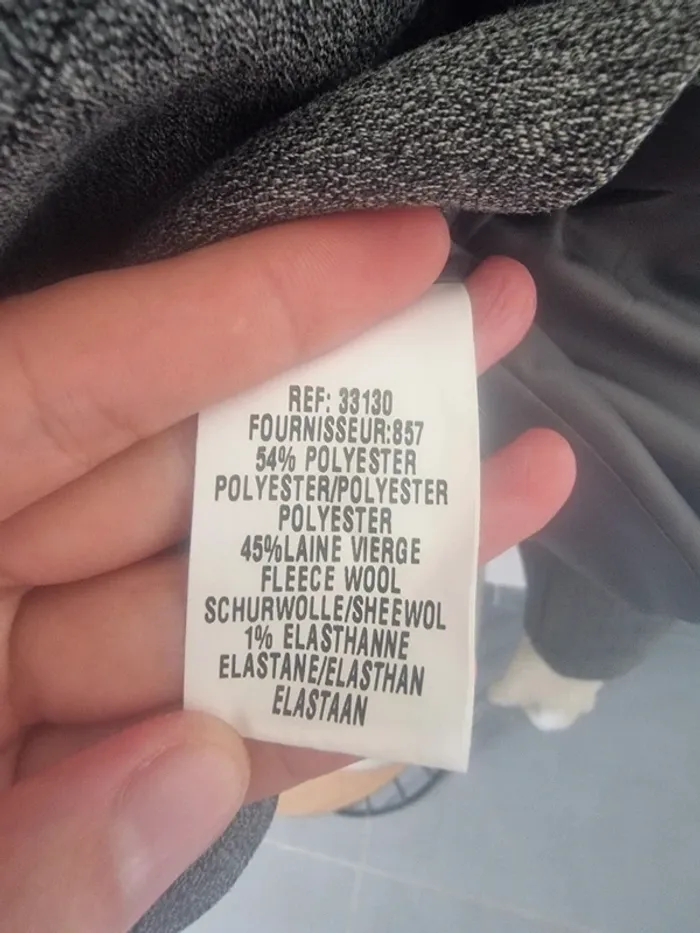 REF: 33130
FOURNISSEUR:857
54% POLYESTER
POLYESTER/POLYESTER
POLYESTER
45%LAINE VIERGE
FLEECE WOOL
SCHURWOLLE/SHEEWOL
1% ELASTHANNE
ELASTANE/ELASTHAN
ELASTAAN